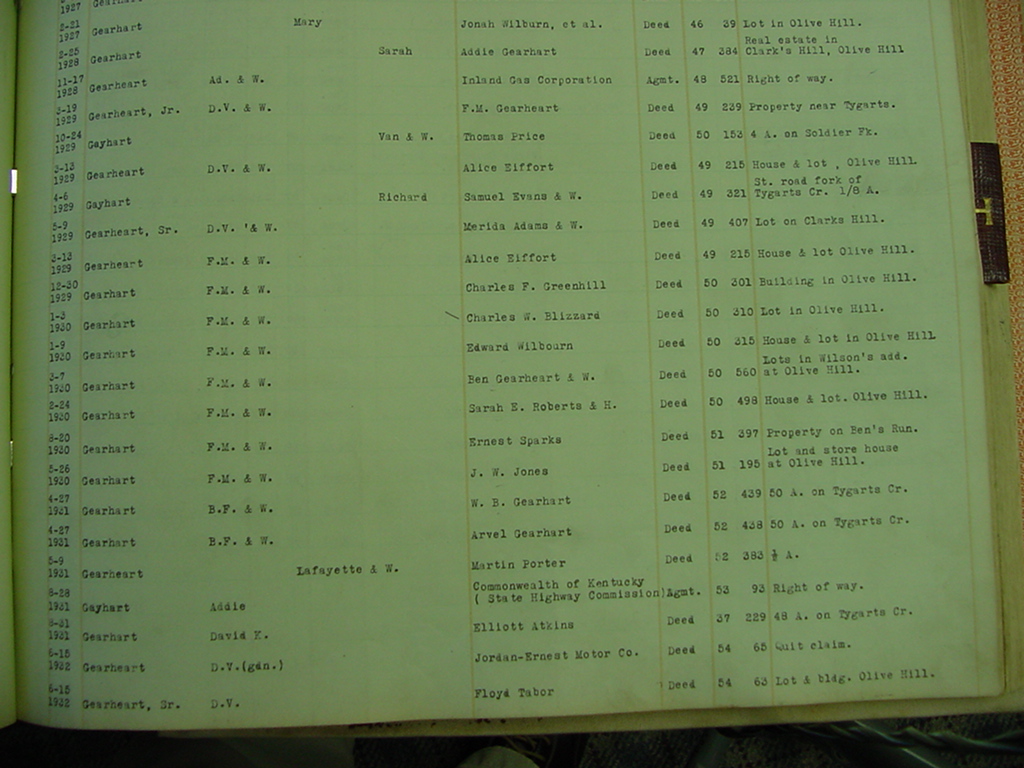 1927 Gearhart
2-21 1927 Gearhart Mary Jonah Wilburn, et al. Deed 46 39 Lot in Olive Hill.
2-25 1928 Gearhart Sarah Addie Gearhart Deed 47 384 Real estate in Clark's Hill, Olive Hill
11-17 1928 Gearheart Ad. & W. Inland Gas Corporation Agmt. 48 521 Right of way.
3-19 1929 Gearheart, Jr. D.V. & W. F.M. Gearheart Deed 49 239 Property near Tygarts.
10-24 1929 Gayhart Van & W. Thomas Price Deed 50 153 4 A. on Soldier Fk.
3-13 1929 Gearheart D.V. & W. Alice Eiffort Deed 49 215 House & lot , Olive Hill
4-6 1929 Gayhart Richard Samuel Evans & W. Deed 49 321 St. road fork of Tygarts Cr. 1/8 A.
5-9 1929 Gearheart, Sr. D.V. '& W. Merida Adams & W. Deed 49 407 Lot on Clarks Hill.
3-13 1929 Gearheart F.M. & W. Alice Eiffort Deed 49 215 House & lot Olive Hill.
12-30 1929 Gearhart F.M. & W. Charles F. Greenhill Deed 50 301 Building in Olive Hill.
1-3 1930 Gearhart F.M. & W. Charles W. Blizzard Deed 50 310 Lot in Olive Hill.
1-9 1930 Gearhart F.M. & W. Edward Wilbourn Deed 50 315 House & lot in Olive Hill
3-7 1930 Gearhart F.M. & W. Ben Gearheart & W. Deed 50 560 Lots in Wilson's add. at Olive Hill.
2-24 1930 Gearhart F.M. & W. Sarah E. Roberts & H. Deed 50 498 House & lot. Olive Hill.
8-20 1930 Gearhart F.M. & W. Ernest Sparks Deed 51 397 Property on Ben's Run.
5-26 1930 Gearhart F.M. & W. J. W. Jones Deed 51 195 Lot and store house at Olive Hill.
4-27 1931 Gearhart B.F. & W. W. B. Gearhart Deed 52 439 50 A. on Tygarts Cr.
4-27 1931 Gearhart B.F. & W. Arvel Gearhart Deed 52 438 50 A. on Tygarts Cr.
5-9 1931 Gearheart Lafayette & W. Martin Porter Deed 52 383 ½ A.
8-28 1931 Gayhart Addie Commonwealth of Kentucky ( State Highway Commission) Agmt. 53 93 Right of way.
1931 Gearhart David K. Elliott Atkins Deed 37 229 48 A. on Tygarts Cr.
6-15 1932 Gearheart D.V.(gdn.) Jordan-Ernest Motor Co. Deed 54 65 Quit claim.
6-15 1932 Gearheart, Sr. D.V. Floyd Tabor Deed 54 63 Lot & bldg. Olive Hill.
H